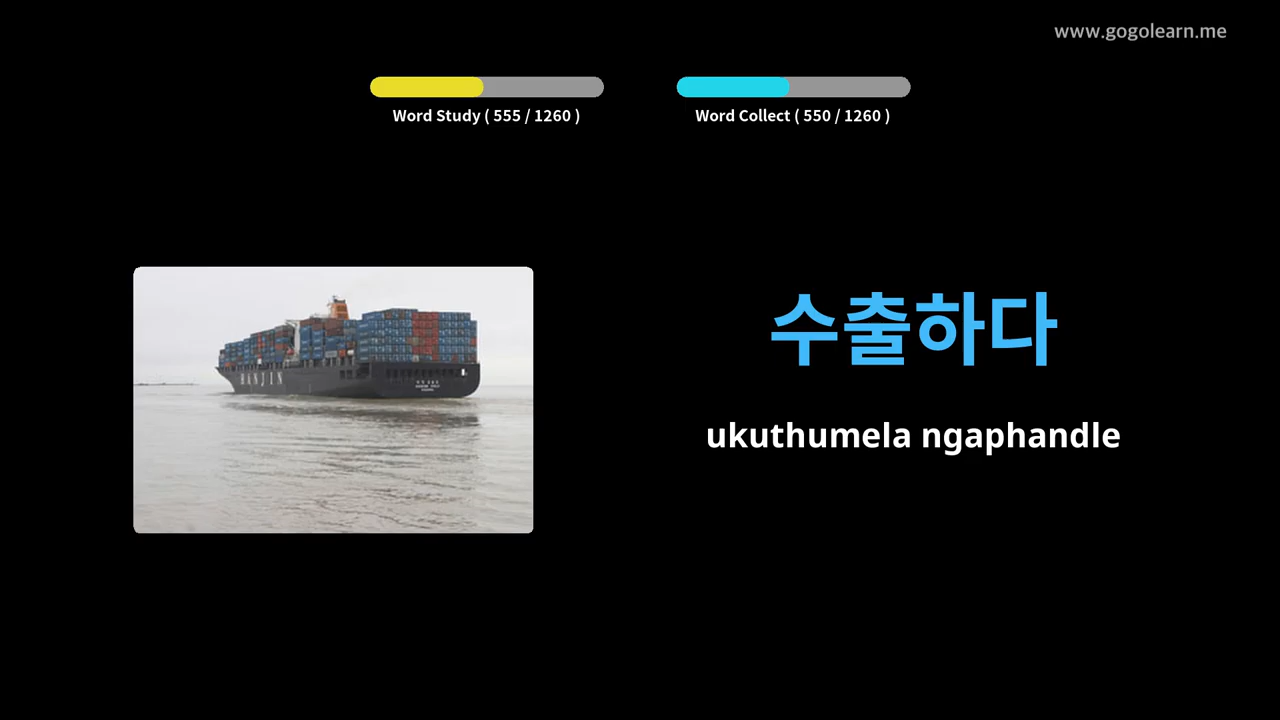 www.gogolearn.me
Word Study ( 555 / 1260 )
Word Collect ( 550 / 1260 )
HANJIN
수출하다
ukuthumela ngaphandle